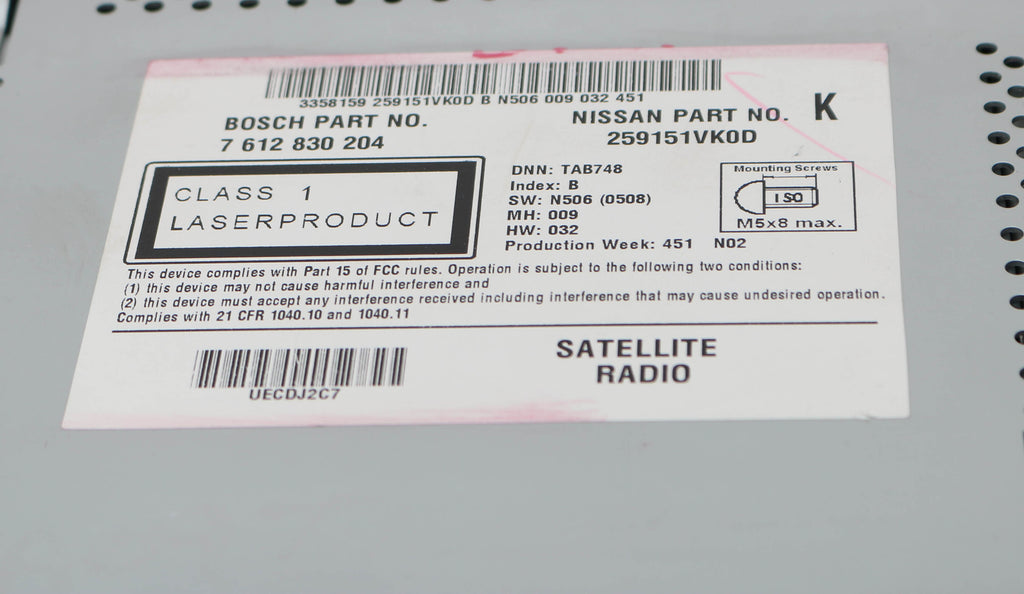 3358159 259151VK0D B N506 009 032 451
BOSCH PART NO.
7 612 830 204
NISSAN PART NO.
259151VK0D
K
CLASS 1
LASERPRODUCT
DNN: TAB748
Index: B
SW: N506 (0508)
MH: 009
HW: 032
Production Week: 451 N02
Mounting Screws
ISO
M5x8 max.
This device complies with Part 15 of FCC rules. Operation is subject to the following two conditions:
(1) this device may not cause harmful interference and
(2) this device must accept any interference received including interference that may cause undesired operation.
Complies with 21 CFR 1040.10 and 1040.11
UECDJ2C7
SATELLITE
RADIO